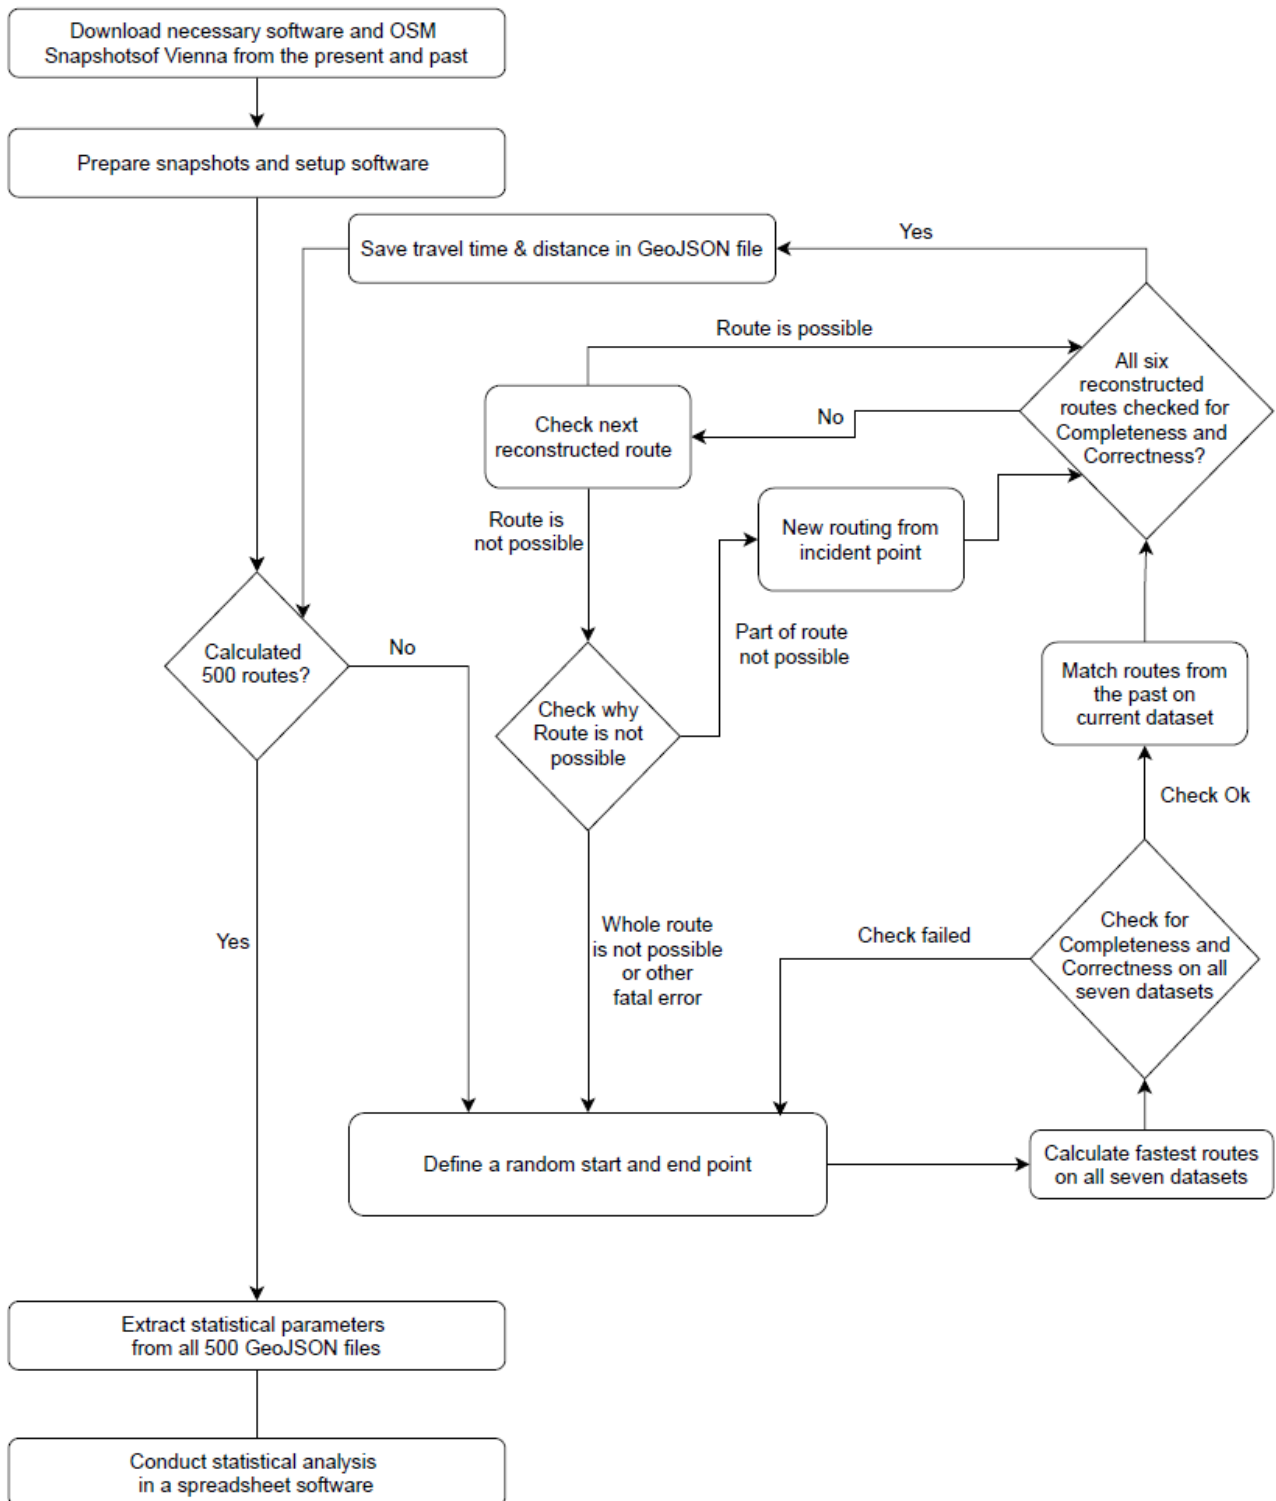 Download necessary software and OSM
Snapshotsof Vienna from the present and past
Prepare snapshots and setup software
Save travel time & distance in GeoJSON file
Yes
Route is possible
All six
reconstructed
routes checked for
Completeness and
Correctness?
Check next
reconstructed route
No
Route is
not possible
New routing from
incident point
Calculated
500 routes?
No
Part of route
not possible
Match routes from
the past on
current dataset
Check why
Route is not
possible
Check Ok
Yes
Whole route
is not possible
or other
fatal error
Check failed
Check for
Completeness and
Correctness on all
seven datasets
Define a random start and end point
Calculate fastest routes
on all seven datasets
Extract statistical parameters
from all 500 GeoJSON files
Conduct statistical analysis
in a spreadsheet software